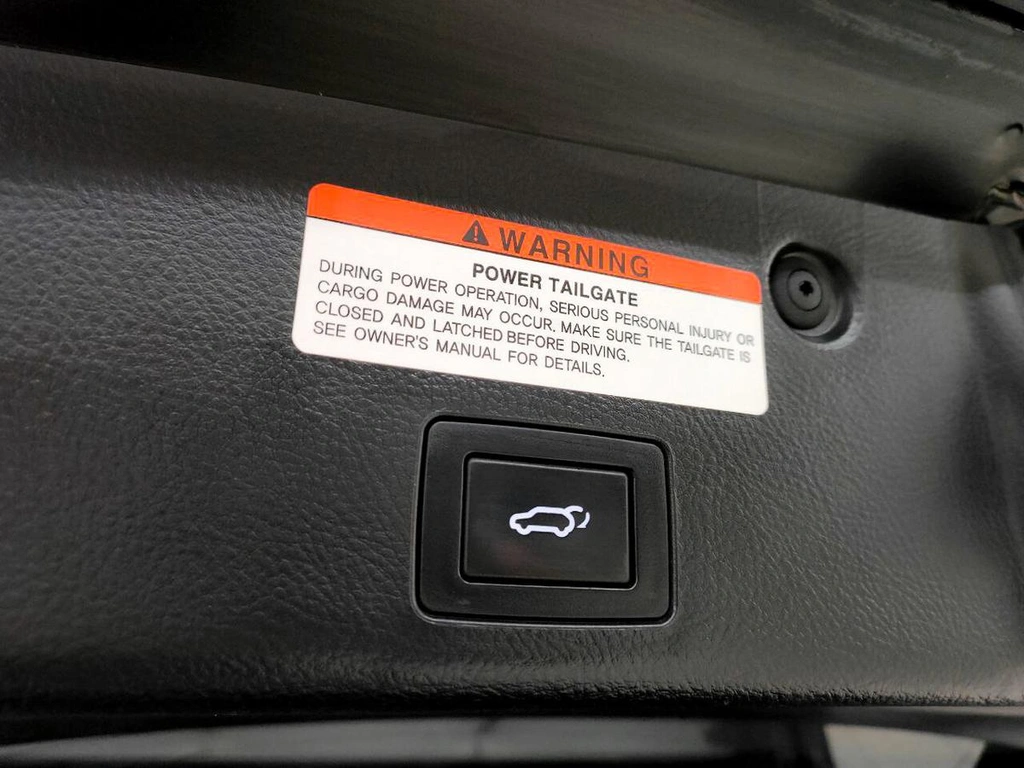 WARNING
POWER TAILGATE
DURING POWER OPERATION, SERIOUS PERSONAL INJURY OR
CARGO DAMAGE MAY OCCUR. MAKE SURE THE TAILGATE IS
CLOSED AND LATCHED BEFORE DRIVING.
SEE OWNER'S MANUAL FOR DETAILS.